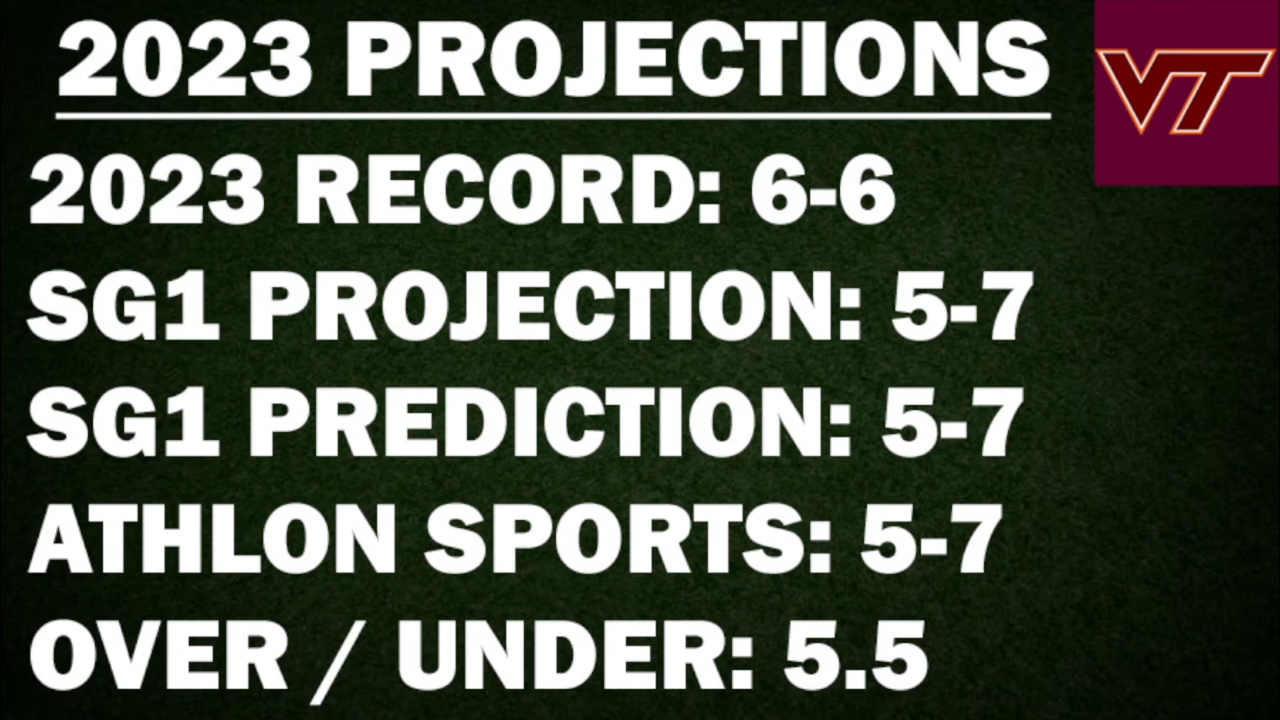 2023 PROJECTIONS
VT
2023 RECORD: 6-6
SG1 PROJECTION: 5-7
SG1 PREDICTION: 5-7
ATHLON SPORTS: 5-7
OVER / UNDER: 5.5